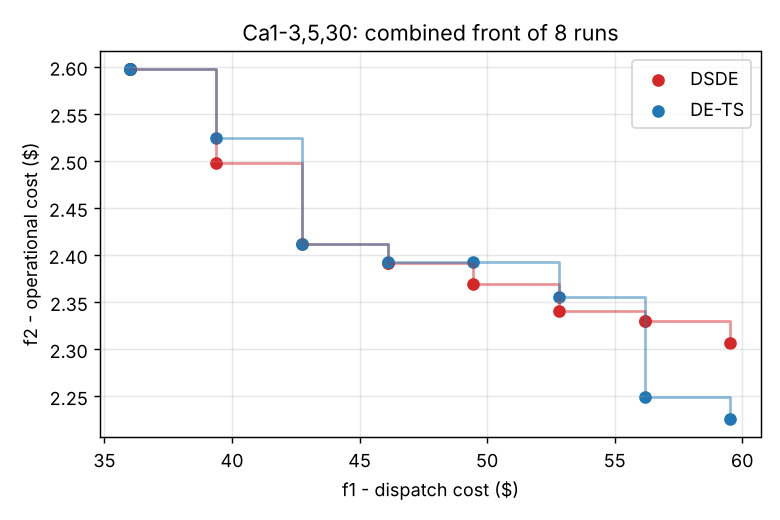 Ca1-3,5,30: combined front of 8 runs
DSDE
DE-TS
f2 - operational cost ($)
2.60
2.55
2.50
2.45
2.40
2.35
2.30
2.25
35 40 45 50 55 60
f1 - dispatch cost ($)